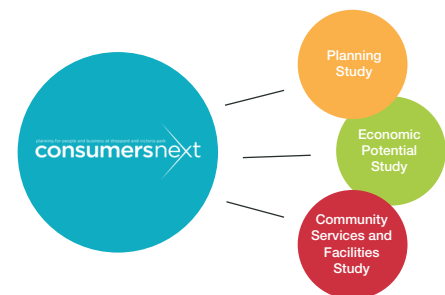 planning for people and business at sheppard and victoria park
consumersnext
Planning
Study
Economic
Potential
Study
Community
Services and
Facilities
Study